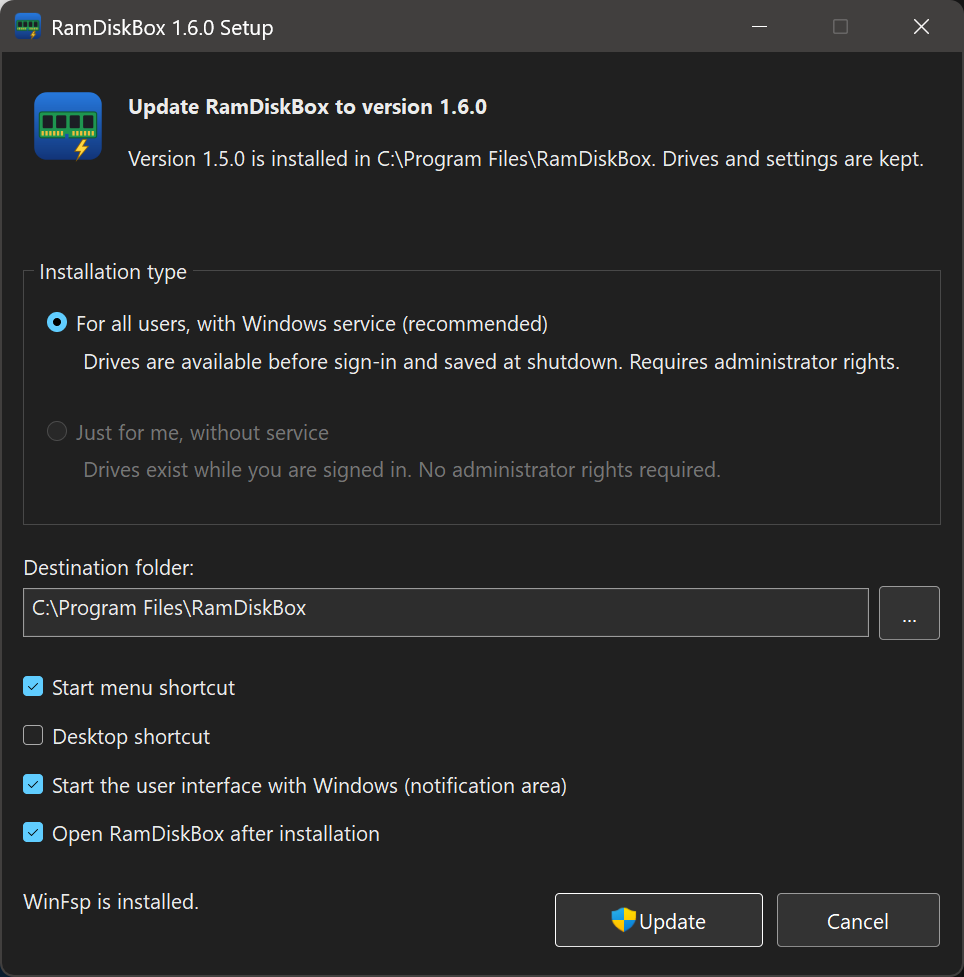 RamDiskBox 1.6.0 Setup
Update RamDiskBox to version 1.6.0
Version 1.5.0 is installed in C:\Program Files\RamDiskBox. Drives and settings are kept.
Installation type
For all users, with Windows service (recommended)
Drives are available before sign-in and saved at shutdown. Requires administrator rights.
Just for me, without service
Drives exist while you are signed in. No administrator rights required.
Destination folder:
C:\Program Files\RamDiskBox
...
Start menu shortcut
Desktop shortcut
Start the user interface with Windows (notification area)
Open RamDiskBox after installation
WinFsp is installed.
Update
Cancel